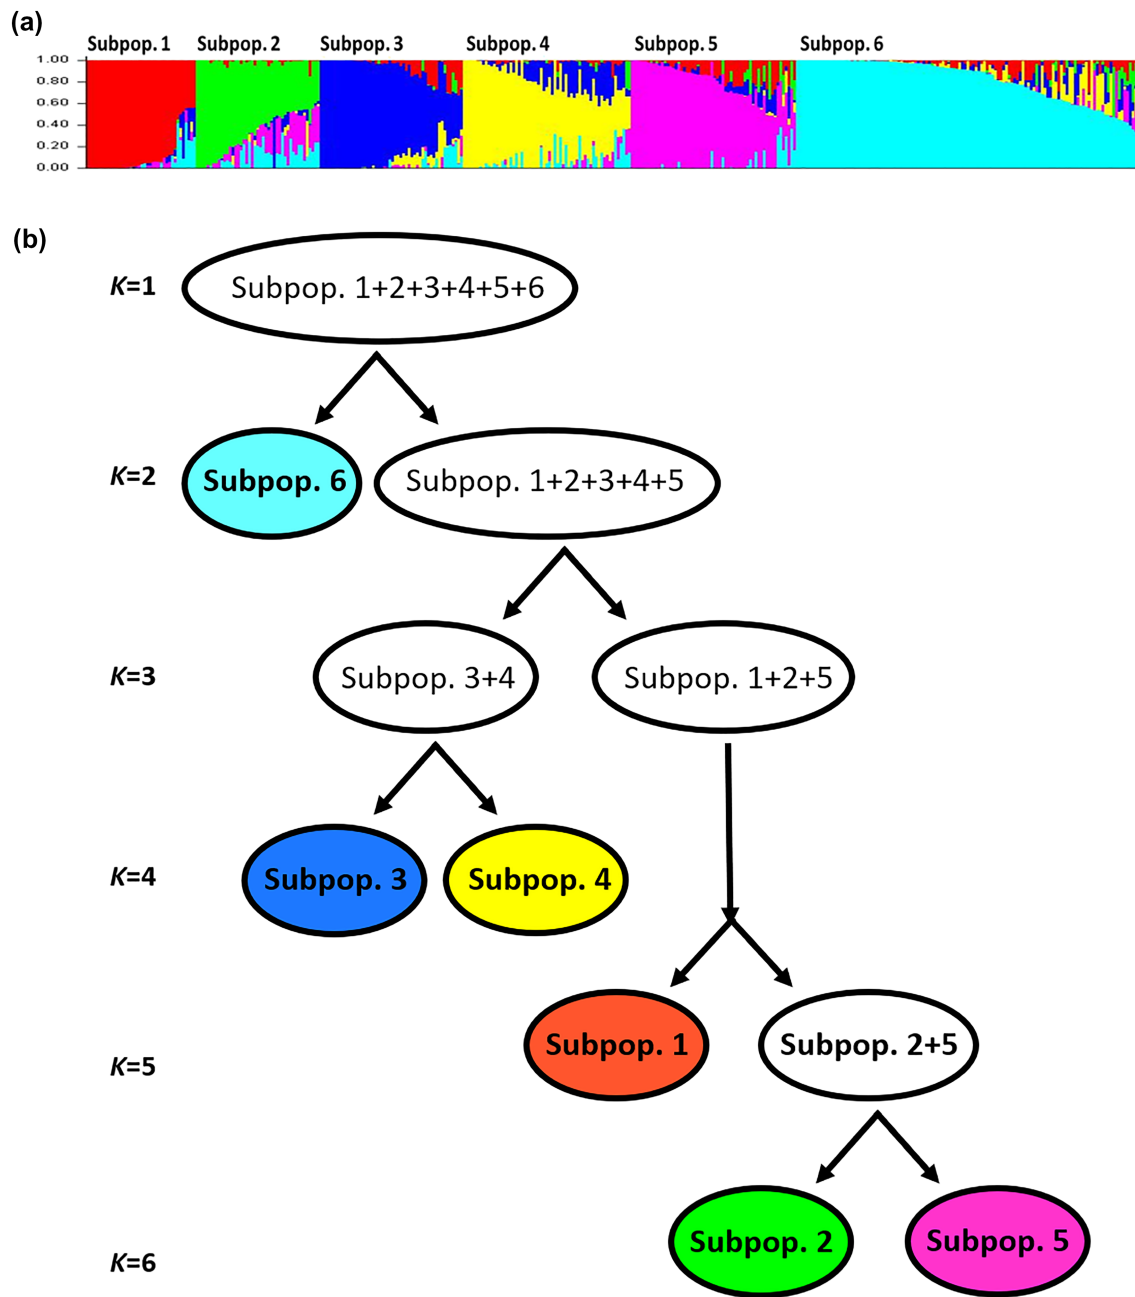 (a)
Subpop. 1 Subpop. 2 Subpop. 3 Subpop. 4 Subpop. 5 Subpop. 6
1.00
0.80
0.60
0.40
0.20
0.00
(b)
K=1 Subpop. 1+2+3+4+5+6
K=2 Subpop. 6 Subpop. 1+2+3+4+5
K=3 Subpop. 3+4 Subpop. 1+2+5
K=4 Subpop. 3 Subpop. 4
K=5 Subpop. 1 Subpop. 2+5
K=6 Subpop. 2 Subpop. 5